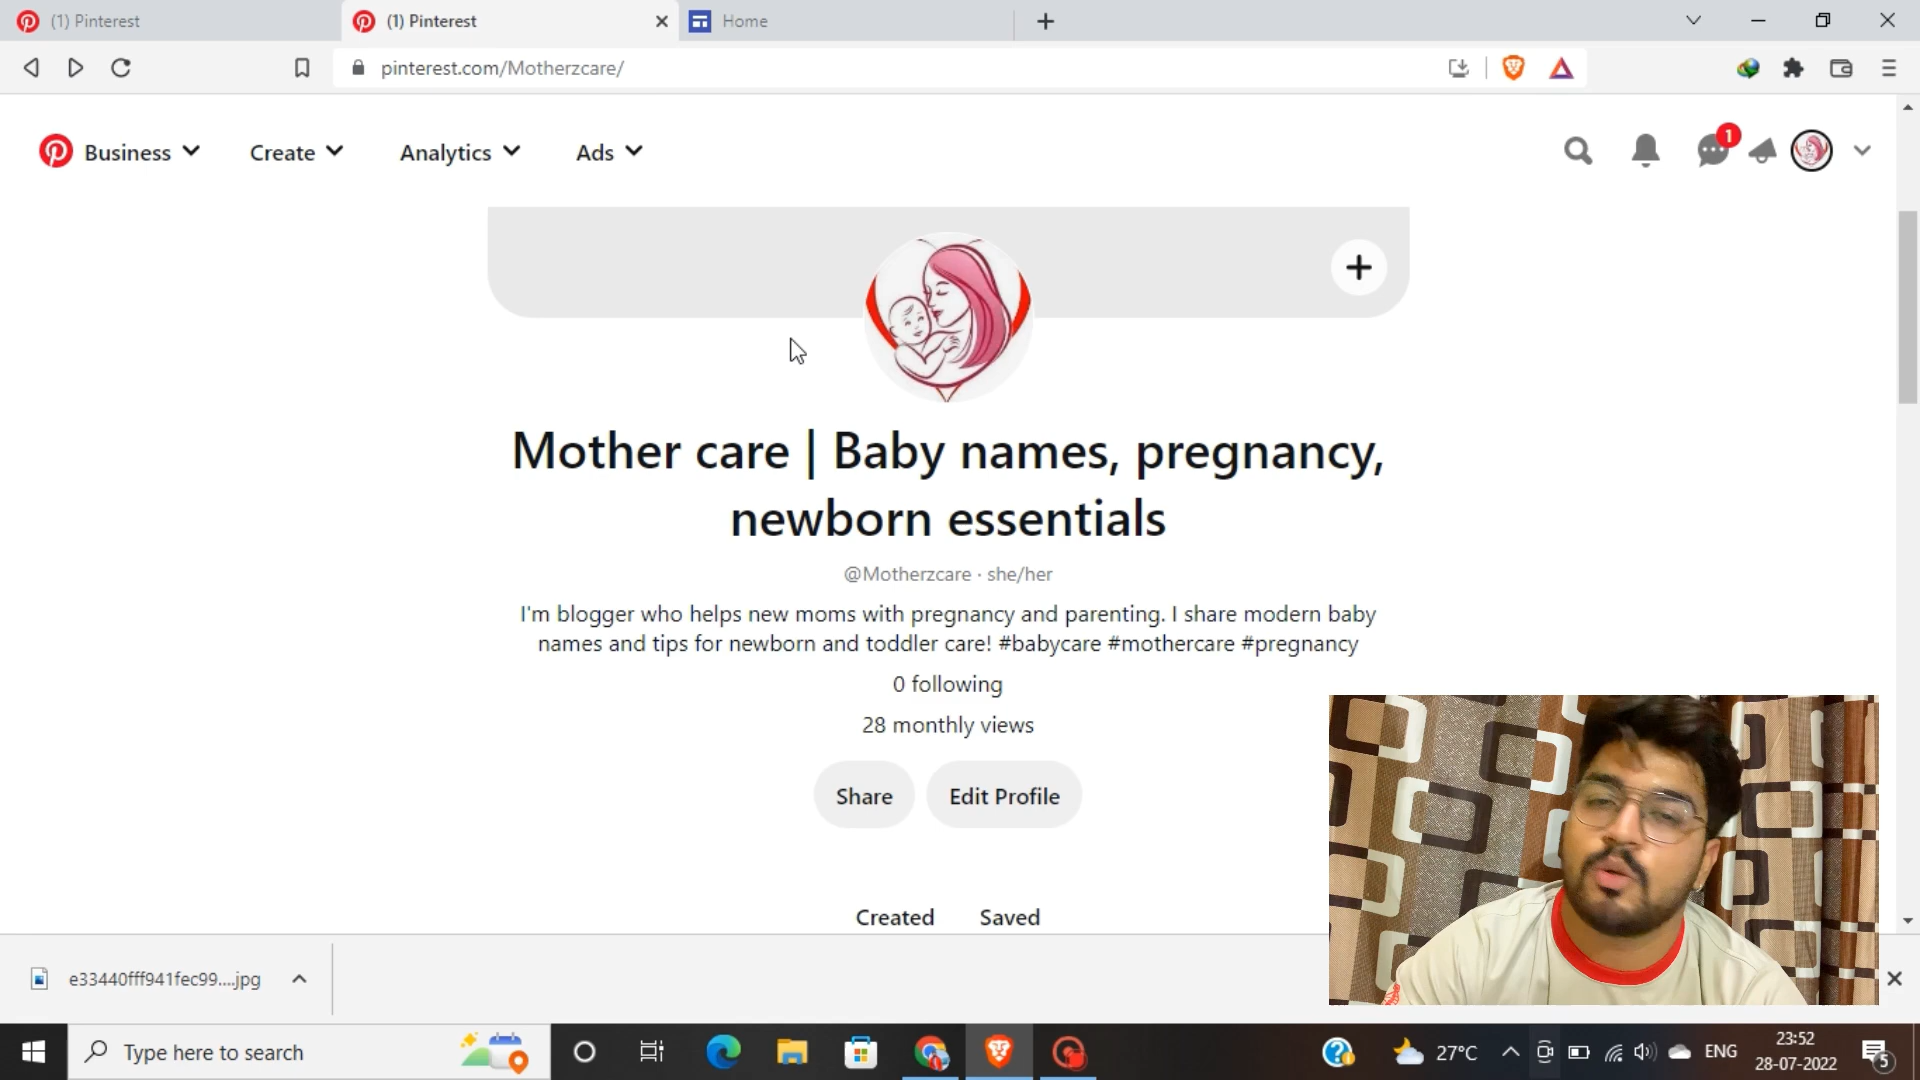 (1) Pinterest
(1) Pinterest
Home
pinterest.com/Motherzcare/
Business
Create
Analytics
Ads
1
Mother care | Baby names, pregnancy,
newborn essentials
@Motherzcare · she/her
I'm blogger who helps new moms with pregnancy and parenting. I share modern baby
names and tips for newborn and toddler care! #babycare #mothercare #pregnancy
0 following
28 monthly views
Share
Edit Profile
Created
Saved
e33440fff941fec99....jpg
Type here to search
27°C
ENG
23:52
28-07-2022
5